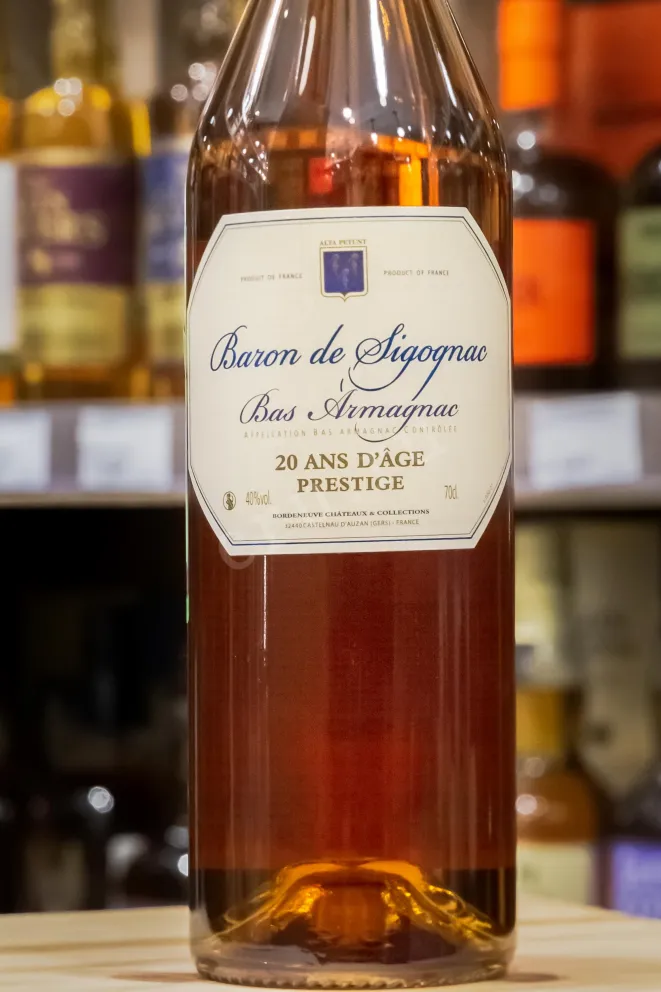 ALTA PETUNT
PRODUCT OF FRANCE
PRODUCT OF FRANCE
Baron de Sigognac
Bas Armagnac
APPELLATION BAS ARMAGNAC CONTRÔLÉE
20 ANS D'ÂGE
PRESTIGE
40%vol.
70cl.
BORDENEUVE CHÂTEAUX & COLLECTIONS
32440 CASTELNAU D'AUZAN (GERS) - FRANCE